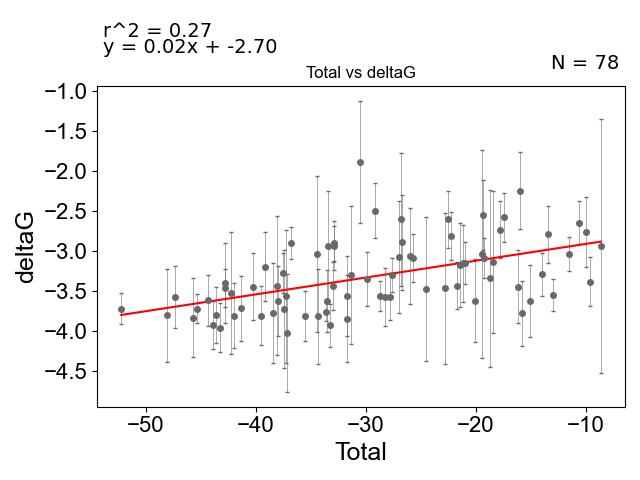 r^2 = 0.27
y = 0.02x + -2.70
N = 78
Total vs deltaG
−1.0
−1.5
−2.0
−2.5
−3.0
−3.5
−4.0
−4.5
deltaG
−50
−40
−30
−20
−10
Total